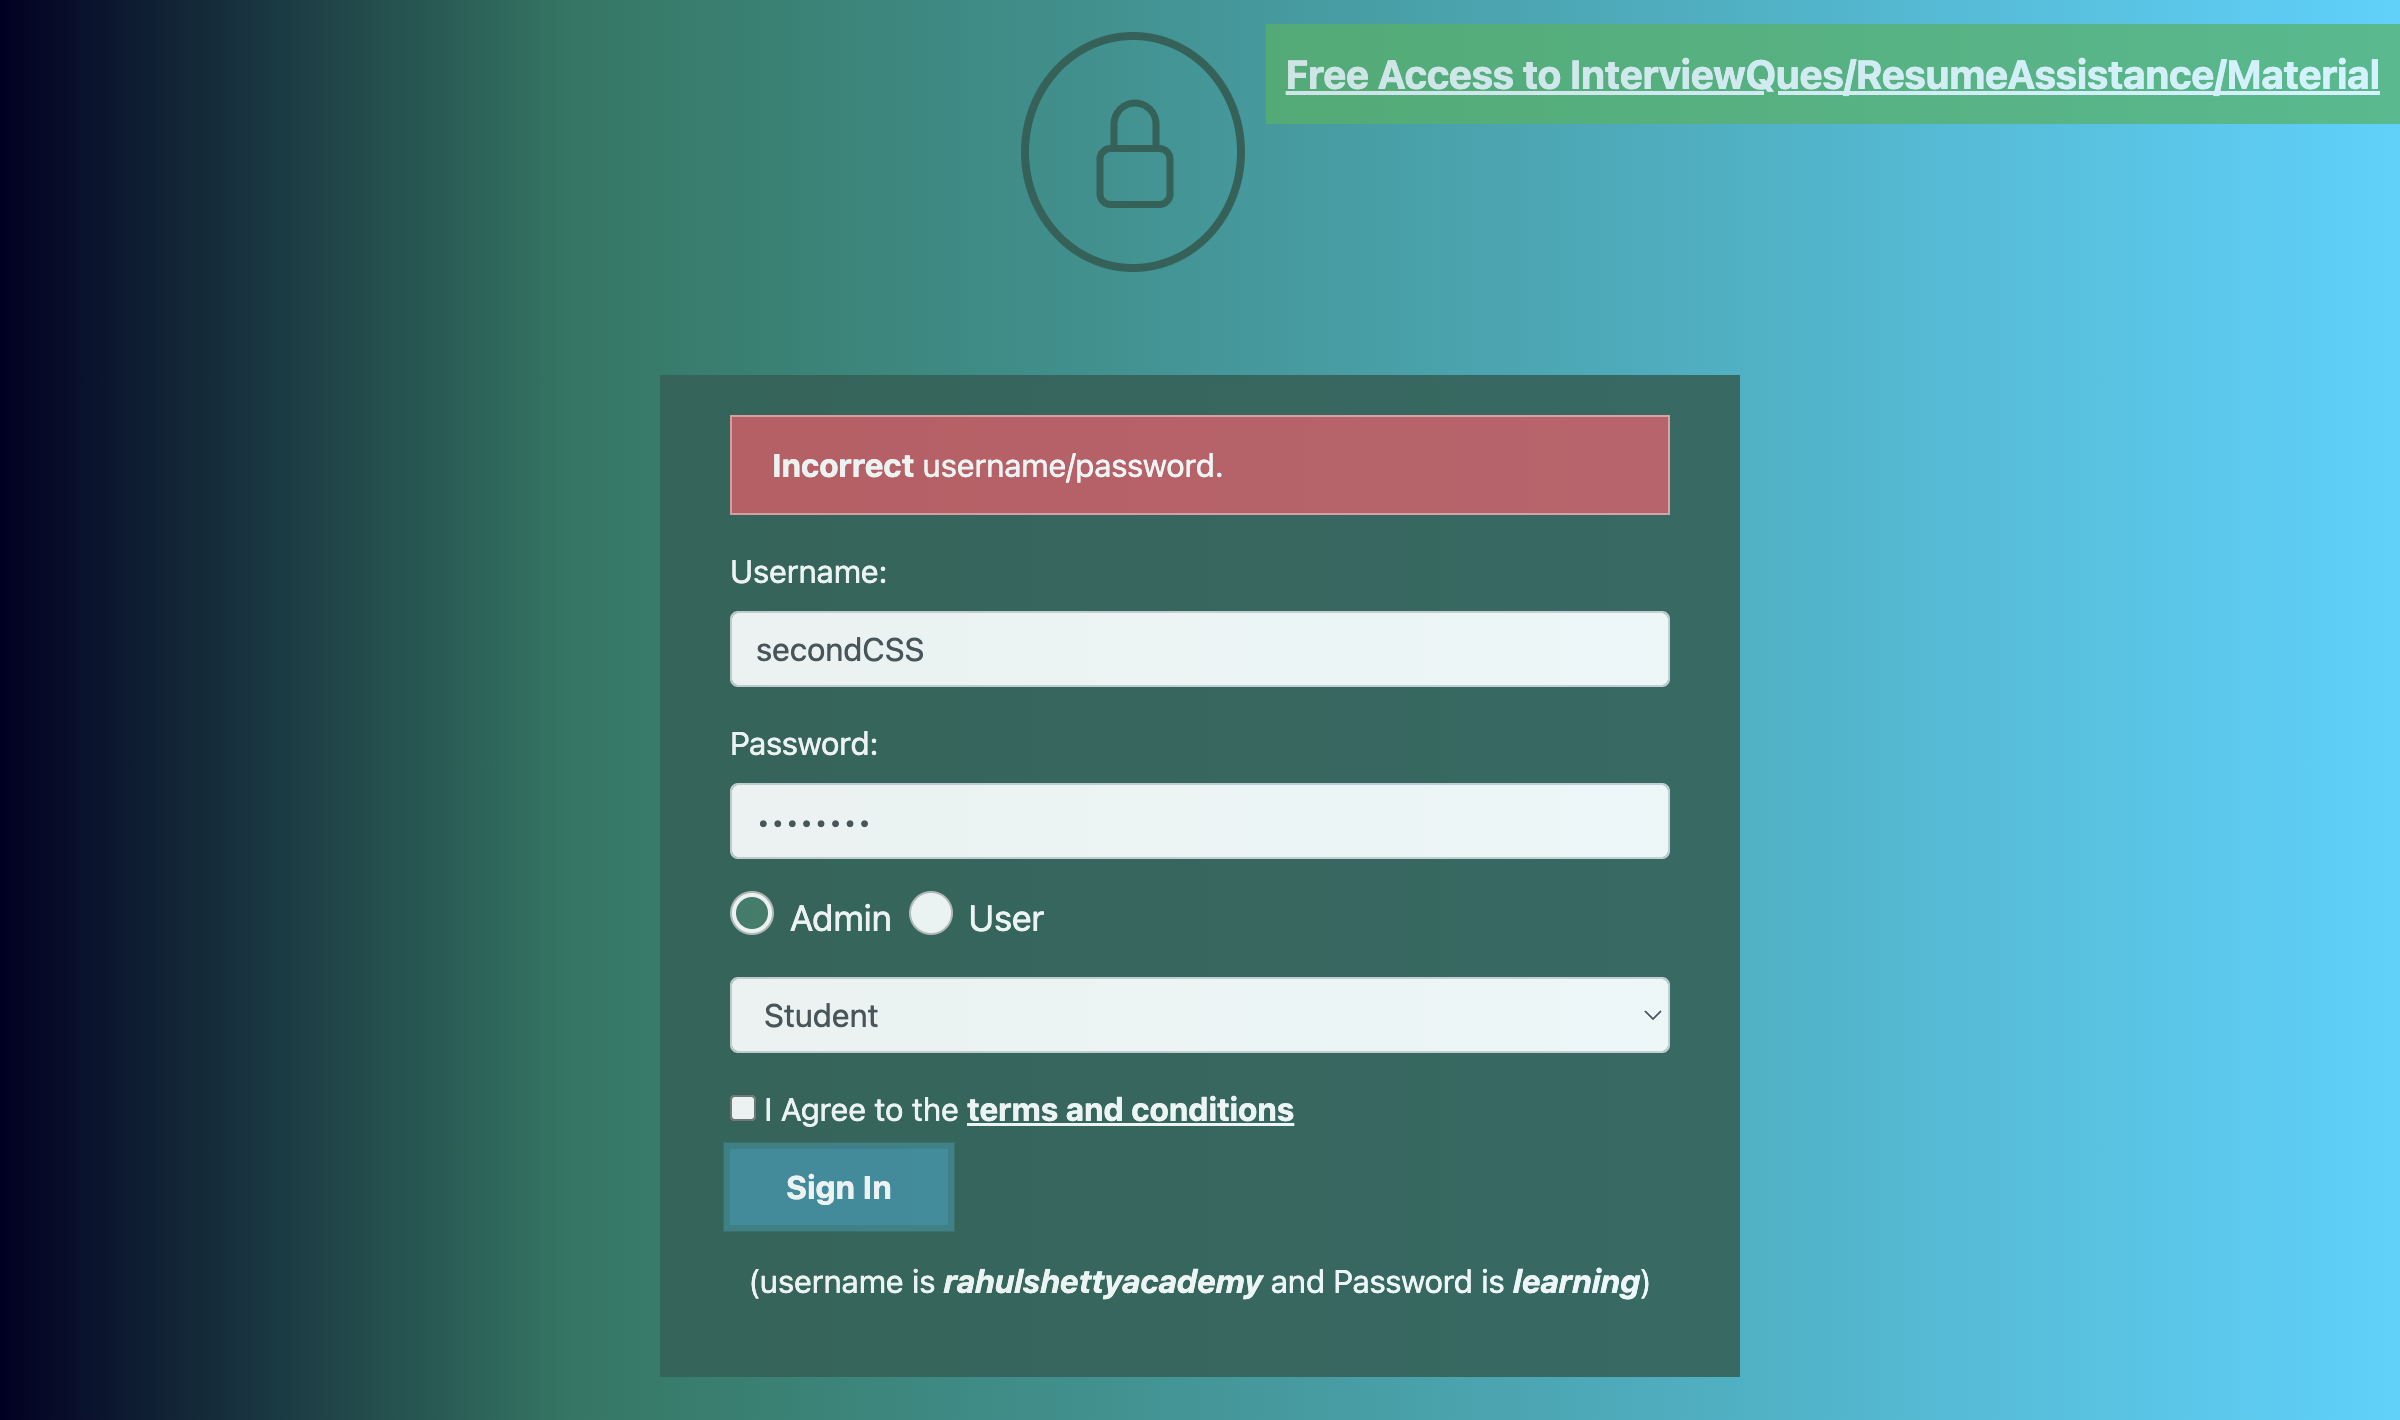 Free Access to InterviewQues/ResumeAssistance/Material
Incorrect username/password.
Username:
secondCSS
Password:
••••••••
Admin User
Student
I Agree to the terms and conditions
Sign In
(username is rahulshettyacademy and Password is learning)